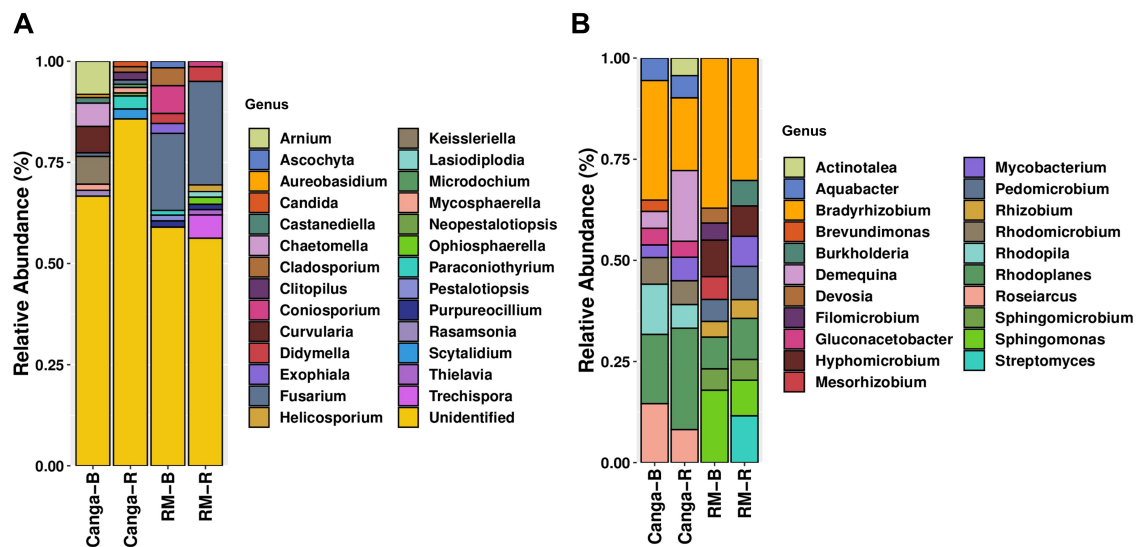 A
Relative Abundance (%)
1.00
0.75
0.50
0.25
0.00
Canga-B
Canga-R
RM-B
RM-R
Genus
Arnium
Ascochyta
Aureobasidium
Candida
Castanediella
Chaetomella
Cladosporium
Clitopilus
Coniosporium
Curvularia
Didymella
Exophiala
Fusarium
Helicosporium
Keissleriella
Lasiodiplodia
Microdochium
Mycosphaerella
Neopestalotiopsis
Ophiosphaerella
Paraconiothyrium
Pestalotiopsis
Purpureocillium
Rasamsonia
Scytalidium
Thielavia
Trechispora
Unidentified
B
Relative Abundance (%)
1.00
0.75
0.50
0.25
0.00
Canga-B
Canga-R
RM-B
RM-R
Genus
Actinotalea
Aquabacter
Bradyrhizobium
Brevundimonas
Burkholderia
Demequina
Devosia
Filomicrobium
Gluconacetobacter
Hyphomicrobium
Mesorhizobium
Mycobacterium
Pedomicrobium
Rhizobium
Rhodomicrobium
Rhodopila
Rhodoplanes
Roseiarcus
Sphingomicrobium
Sphingomonas
Streptomyces